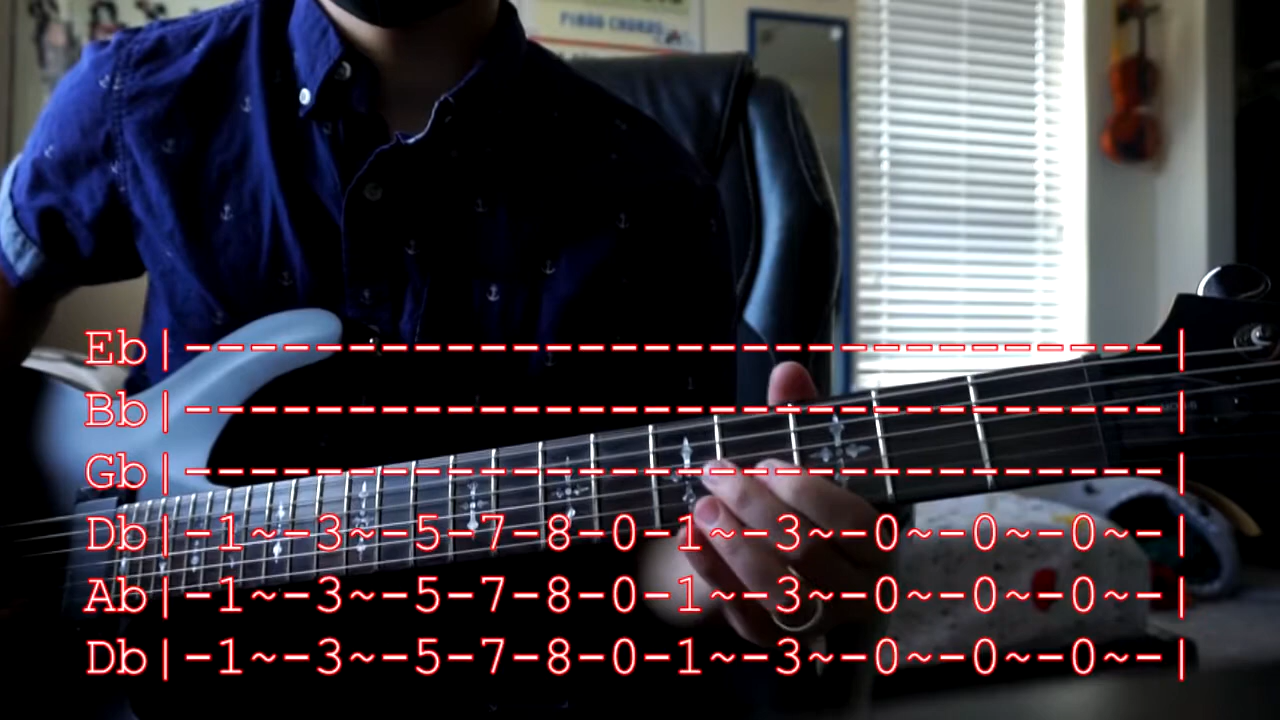 PIANO CHORDS
Eb|------------------------------|
Bb|------------------------------|
Gb|------------------------------|
Db|-1~-3~-5-7-8-0-1~-3~-0~-0~-0~-|
Ab|-1~-3~-5-7-8-0-1~-3~-0~-0~-0~-|
Db|-1~-3~-5-7-8-0-1~-3~-0~-0~-0~-|